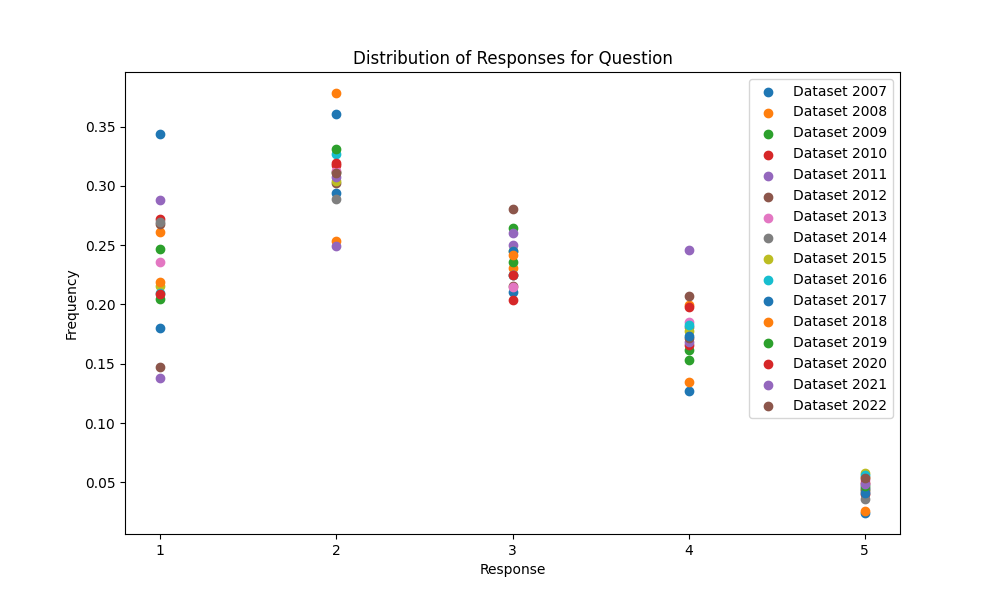 Distribution of Responses for Question
Frequency
0.35
0.30
0.25
0.20
0.15
0.10
0.05
1 2 3 4 5
Response
Dataset 2007
Dataset 2008
Dataset 2009
Dataset 2010
Dataset 2011
Dataset 2012
Dataset 2013
Dataset 2014
Dataset 2015
Dataset 2016
Dataset 2017
Dataset 2018
Dataset 2019
Dataset 2020
Dataset 2021
Dataset 2022